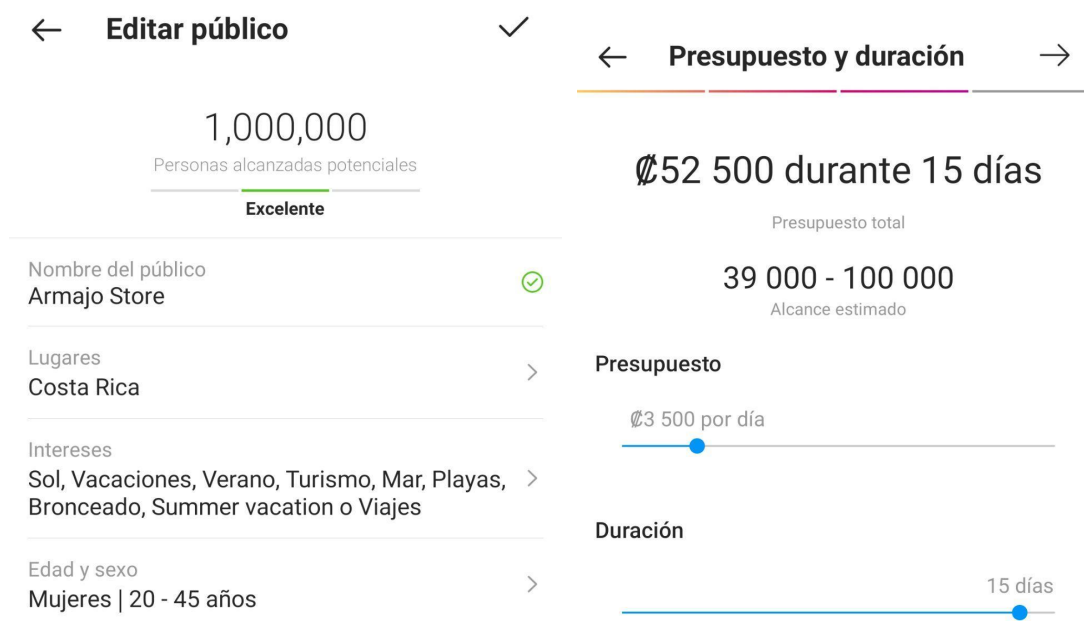 Editar público
1,000,000
Personas alcanzadas potenciales
Excelente
Nombre del público
Armajo Store
Lugares
Costa Rica
Intereses
Sol, Vacaciones, Verano, Turismo, Mar, Playas,
Bronceado, Summer vacation o Viajes
Edad y sexo
Mujeres | 20 - 45 años
Presupuesto y duración
₡52 500 durante 15 días
Presupuesto total
39 000 - 100 000
Alcance estimado
Presupuesto
₡3 500 por día
Duración
15 días